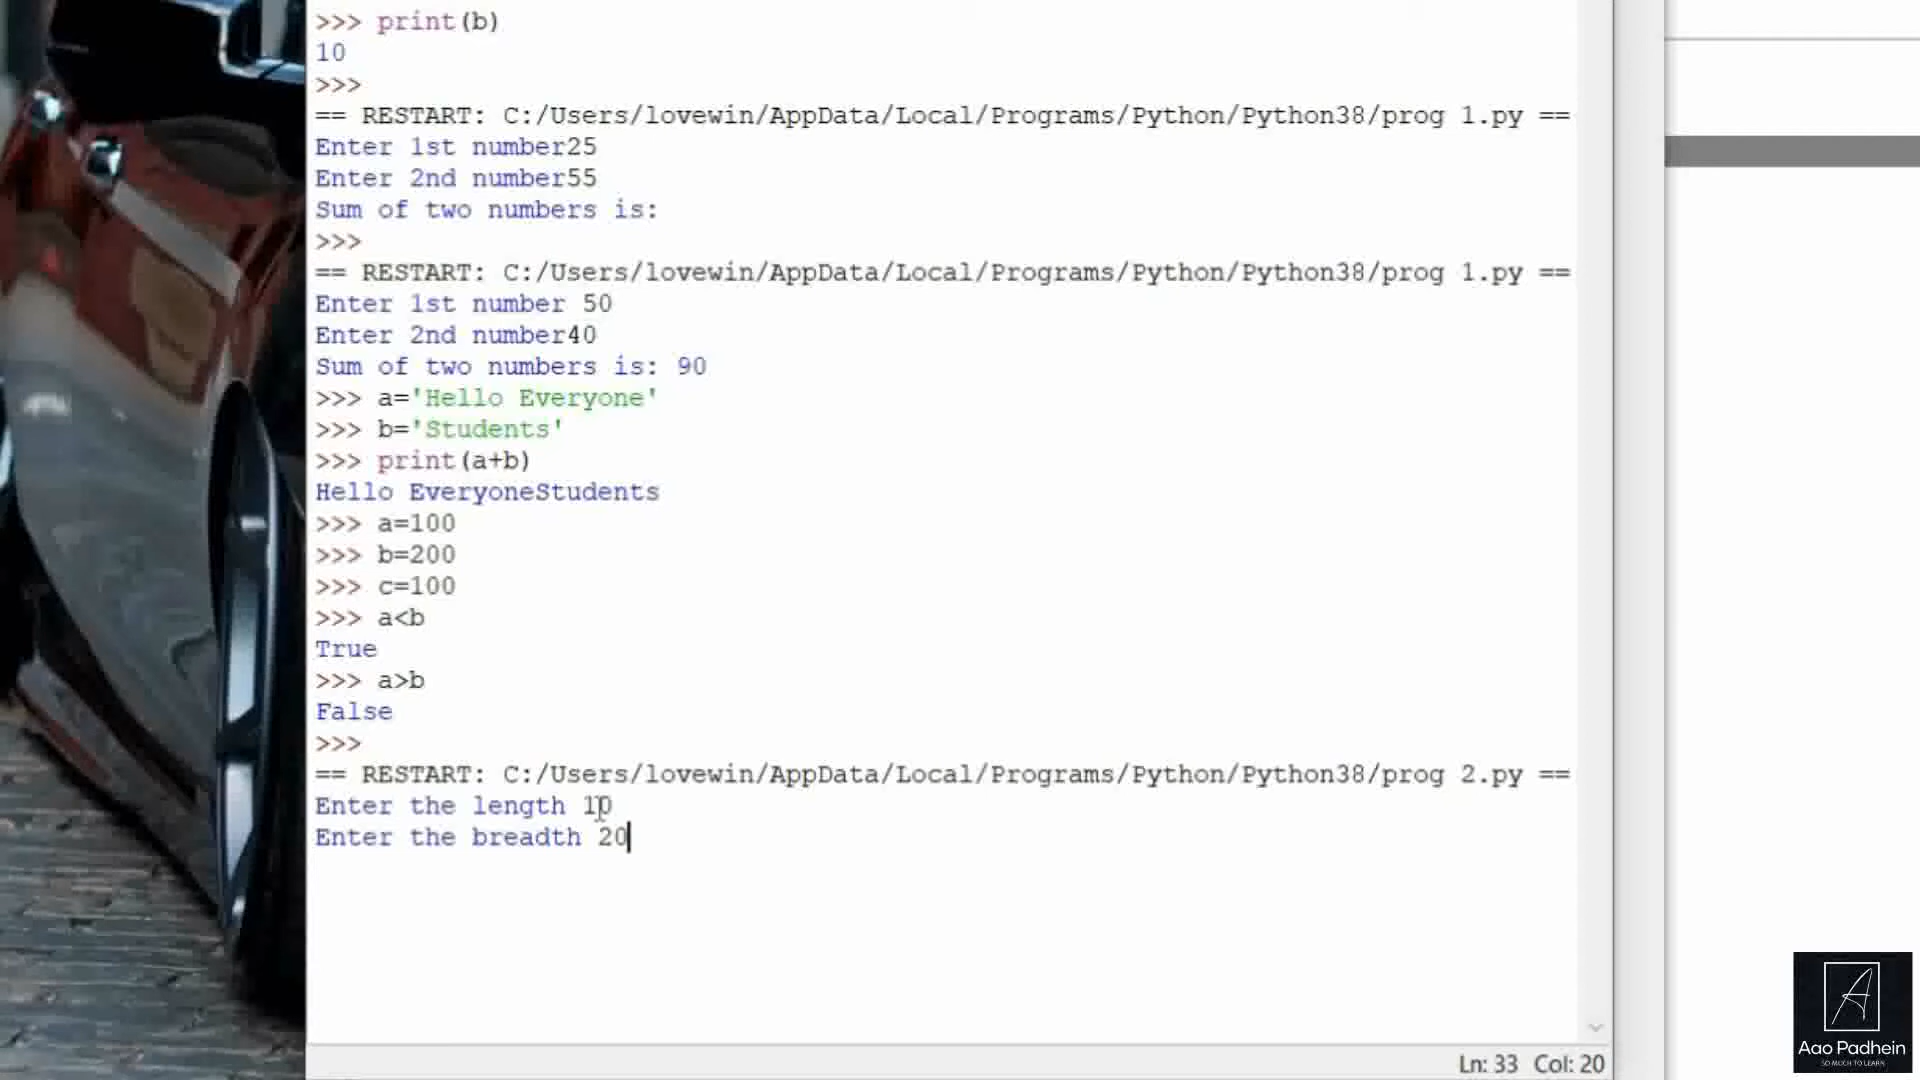 >>> print(b)
10
>>>
== RESTART: C:/Users/lovewin/AppData/Local/Programs/Python/Python38/prog 1.py ==
Enter 1st number25
Enter 2nd number55
Sum of two numbers is:
>>>
== RESTART: C:/Users/lovewin/AppData/Local/Programs/Python/Python38/prog 1.py ==
Enter 1st number 50
Enter 2nd number40
Sum of two numbers is: 90
>>> a='Hello Everyone'
>>> b='Students'
>>> print(a+b)
Hello EveryoneStudents
>>> a=100
>>> b=200
>>> c=100
>>> a<b
True
>>> a>b
False
>>>
== RESTART: C:/Users/lovewin/AppData/Local/Programs/Python/Python38/prog 2.py ==
Enter the length 10
Enter the breadth 20
Ln: 33 Col: 20
A
Aao Padhein
SO MUCH TO LEARN